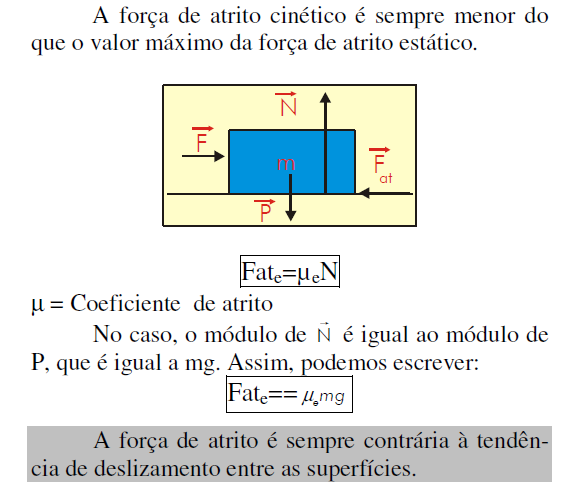 A força de atrito cinético é sempre menor do
que o valor máximo da força de atrito estático.
N
F
m
F
at
P
Fatₑ=μₑN
μ = Coeficiente de atrito
No caso, o módulo de N é igual ao módulo de
P, que é igual a mg. Assim, podemos escrever:
Fatₑ==μₑmg
A força de atrito é sempre contrária à tendên-
cia de deslizamento entre as superfícies.